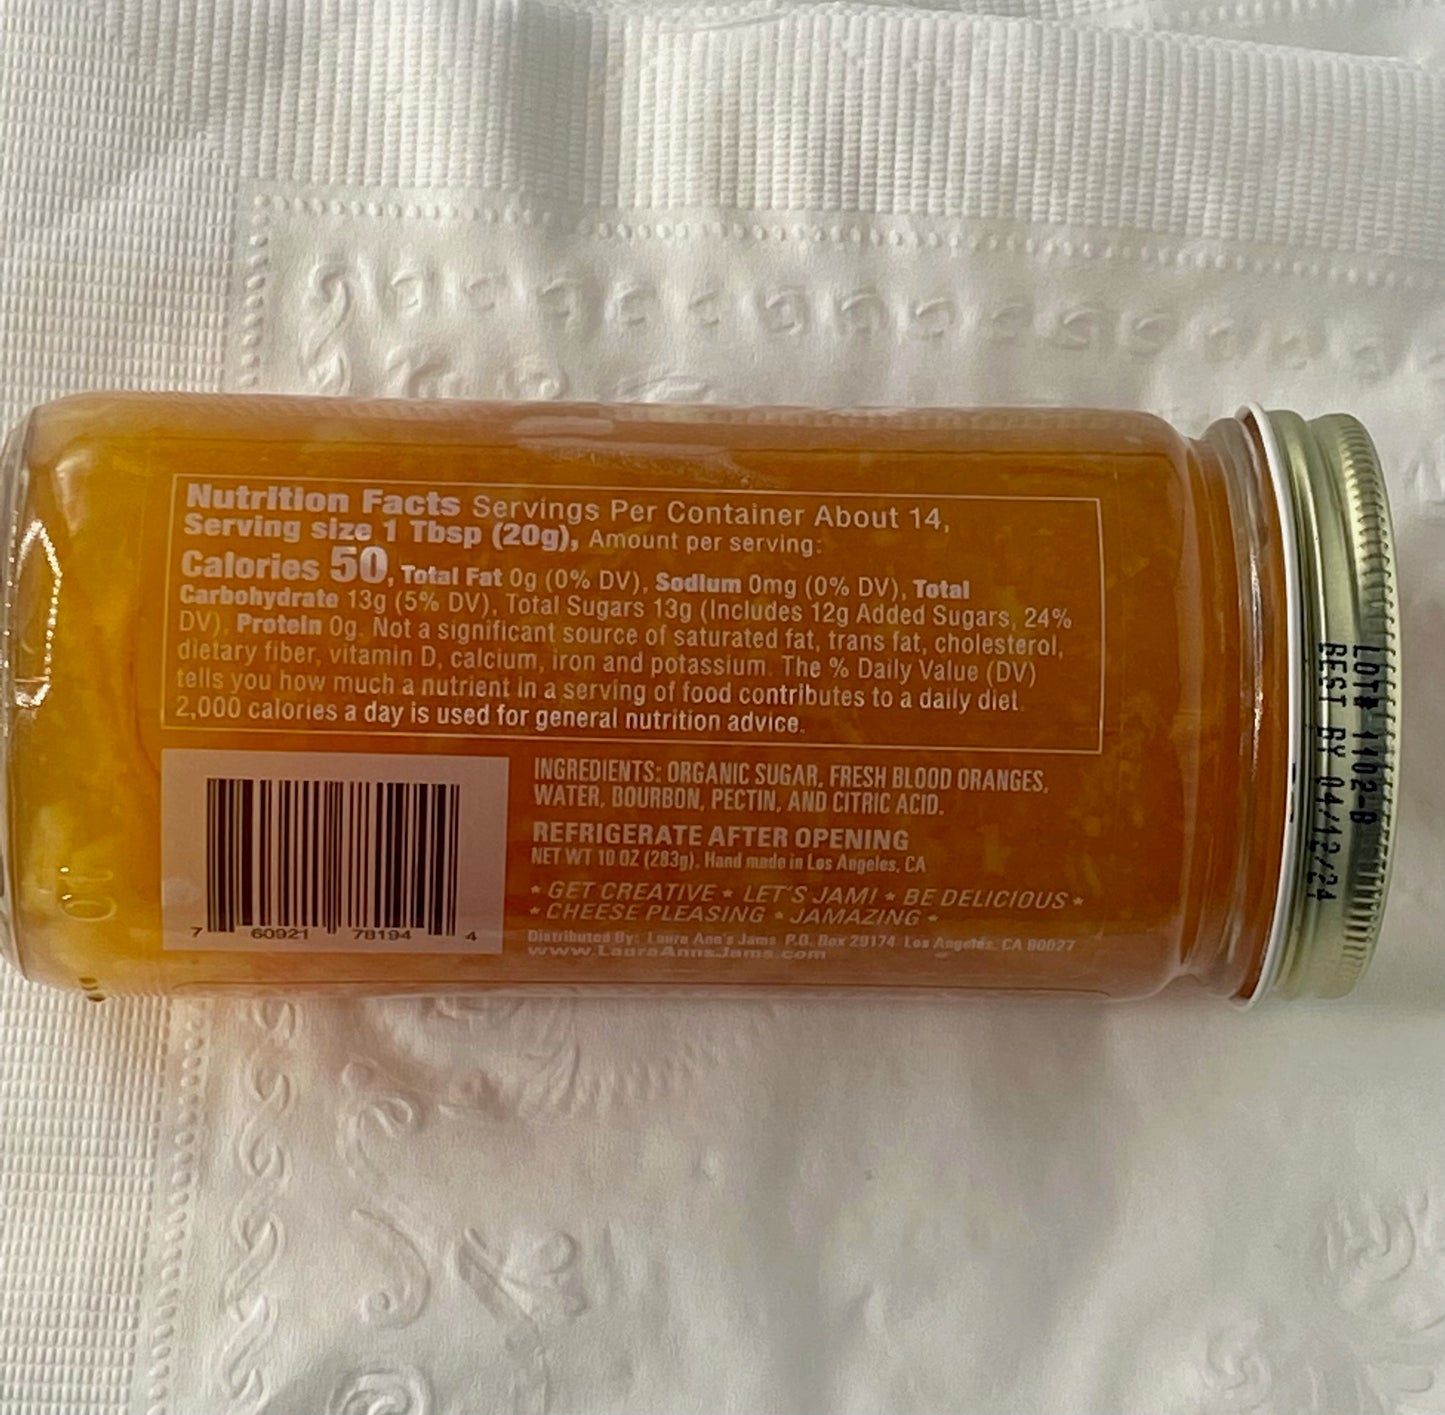 Nutrition Facts Servings Per Container About 14,
Serving size 1 Tbsp (20g), Amount per serving:
Calories 50, Total Fat 0g (0% DV), Sodium 0mg (0% DV), Total
Carbohydrate 13g (5% DV), Total Sugars 13g (Includes 12g Added Sugars, 24%
DV), Protein 0g. Not a significant source of saturated fat, trans fat, cholesterol,
dietary fiber, vitamin D, calcium, iron and potassium. The % Daily Value (DV)
tells you how much a nutrient in a serving of food contributes to a daily diet.
2,000 calories a day is used for general nutrition advice.
INGREDIENTS: ORGANIC SUGAR, FRESH BLOOD ORANGES,
WATER, BOURBON, PECTIN, AND CITRIC ACID.
REFRIGERATE AFTER OPENING
NET WT 10 OZ (283g). Hand made in Los Angeles, CA
* GET CREATIVE * LET'S JAM! * BE DELICIOUS *
* CHEESE PLEASING * JAMAZING *
Distributed By: Laura Ann's Jams P.O. Box 29174 Los Angeles, CA 90027
www.LauraAnnsJams.com
7 60921 78194 4
LOT# 1102-B
BEST BY 04/12/24
10